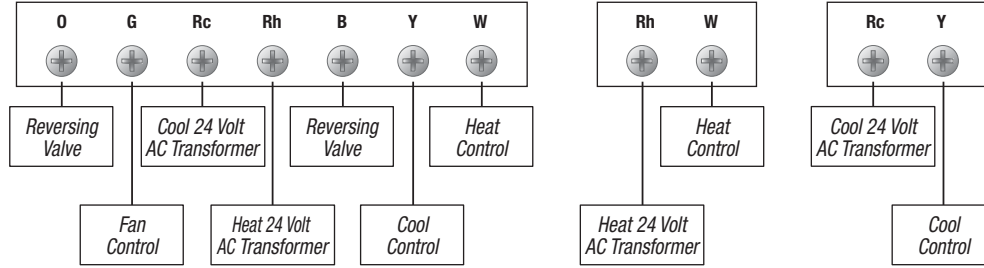 O G Rc Rh B Y W
Reversing
Valve
Cool 24 Volt
AC Transformer
Reversing
Valve
Heat
Control
Fan
Control
Heat 24 Volt
AC Transformer
Cool
Control
Rh W
Heat
Control
Heat 24 Volt
AC Transformer
Rc Y
Cool 24 Volt
AC Transformer
Cool
Control